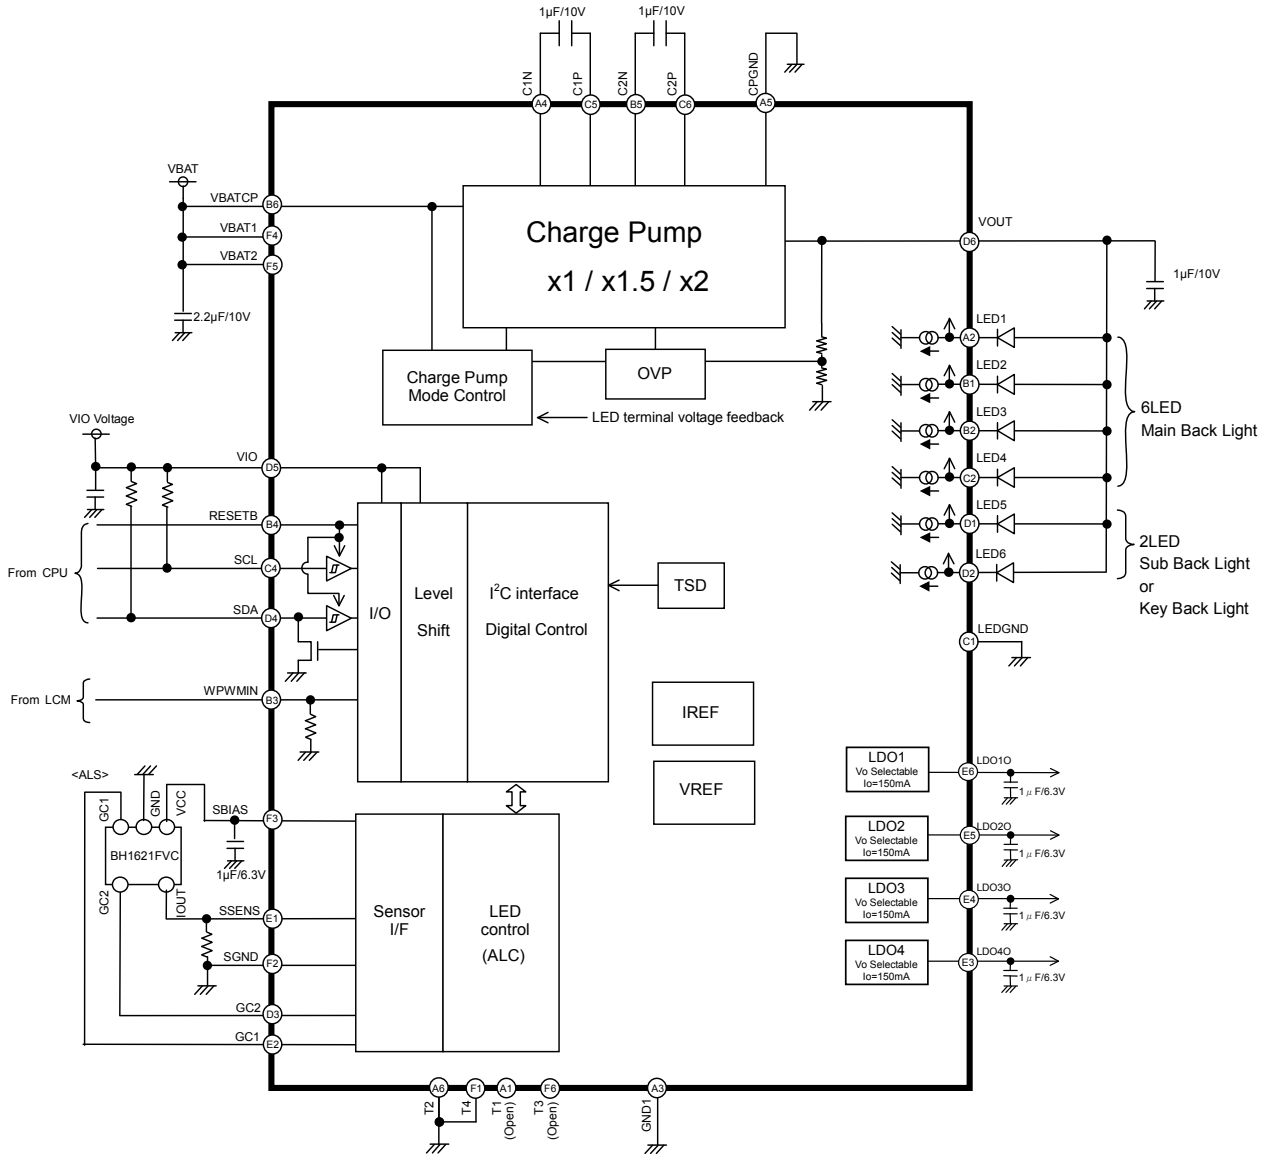 1μF/10V
1μF/10V
C1N
C1P
C2N
C2P
CPGND
A4
C5
B5
C6
A5
VBAT
VBATCP
B6
VBAT1
F4
VBAT2
F5
2.2μF/10V
Charge Pump
x1 / x1.5 / x2
VOUT
D6
1μF/10V
Charge Pump
Mode Control
OVP
LED terminal voltage feedback
LED1
A2
LED2
B1
LED3
B2
LED4
C2
LED5
D1
LED6
D2
6LED
Main Back Light
2LED
Sub Back Light
or
Key Back Light
LEDGND
C1
VIO Voltage
VIO
D5
RESETB
B4
SCL
C4
SDA
D4
From CPU
WPWMIN
B3
From LCM
I/O
Level
Shift
I2C interface
Digital Control
TSD
IREF
VREF
LDO1
Vo Selectable
Io=150mA
E6
LDO1O
1μF/6.3V
LDO2
Vo Selectable
Io=150mA
E5
LDO2O
1μF/6.3V
LDO3
Vo Selectable
Io=150mA
E4
LDO3O
1μF/6.3V
LDO4
Vo Selectable
Io=150mA
E3
LDO4O
1μF/6.3V
<ALS>
GC1
GND
VCC
BH1621FVC
GC2
IOUT
SBIAS
F3
1μF/6.3V
SSENS
E1
SGND
F2
GC2
D3
GC1
E2
Sensor
I/F
LED
control
(ALC)
A6
F1
A1
F6
A3
T2
T4
T1
(Open)
T3
(Open)
GND1